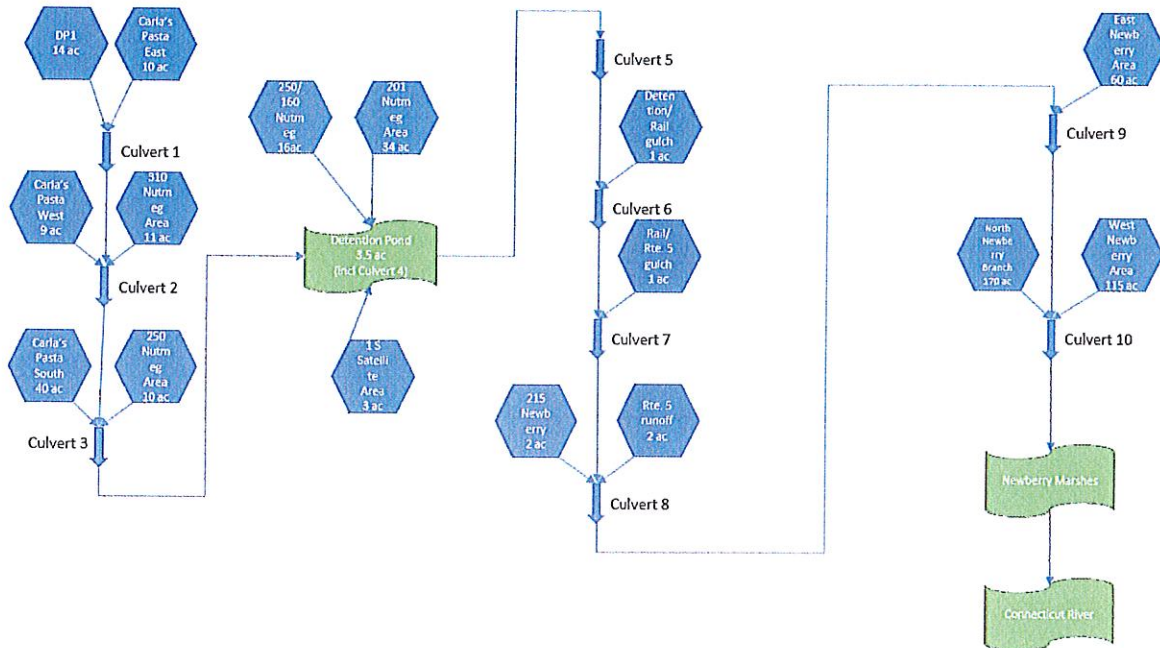 DP1
14 ac
Carla's
Pasta
East
10 ac
Culvert 1
Carla's
Pasta
West
9 ac
310
Nutm
eg
Area
11 ac
Culvert 2
Carla's
Pasta
South
40 ac
250
Nutm
eg
Area
10 ac
Culvert 3
250/
160
Nutm
eg
16ac
201
Nutm
eg
Area
34 ac
Detention Pond
3.5 ac
(Incl Culvert 4)
1 S
Satelli
te
Area
3 ac
Culvert 5
Deten
tion/
Rail
gulch
1 ac
Culvert 6
Rail/
Rte. 5
gulch
1 ac
Culvert 7
215
Newb
erry
2 ac
Rte. 5
runoff
2 ac
Culvert 8
East
Newb
erry
Area
60 ac
Culvert 9
North
Newbe
rry
Branch
170 ac
West
Newb
erry
Area
115 ac
Culvert 10
Newberry Marshes
Connecticut River